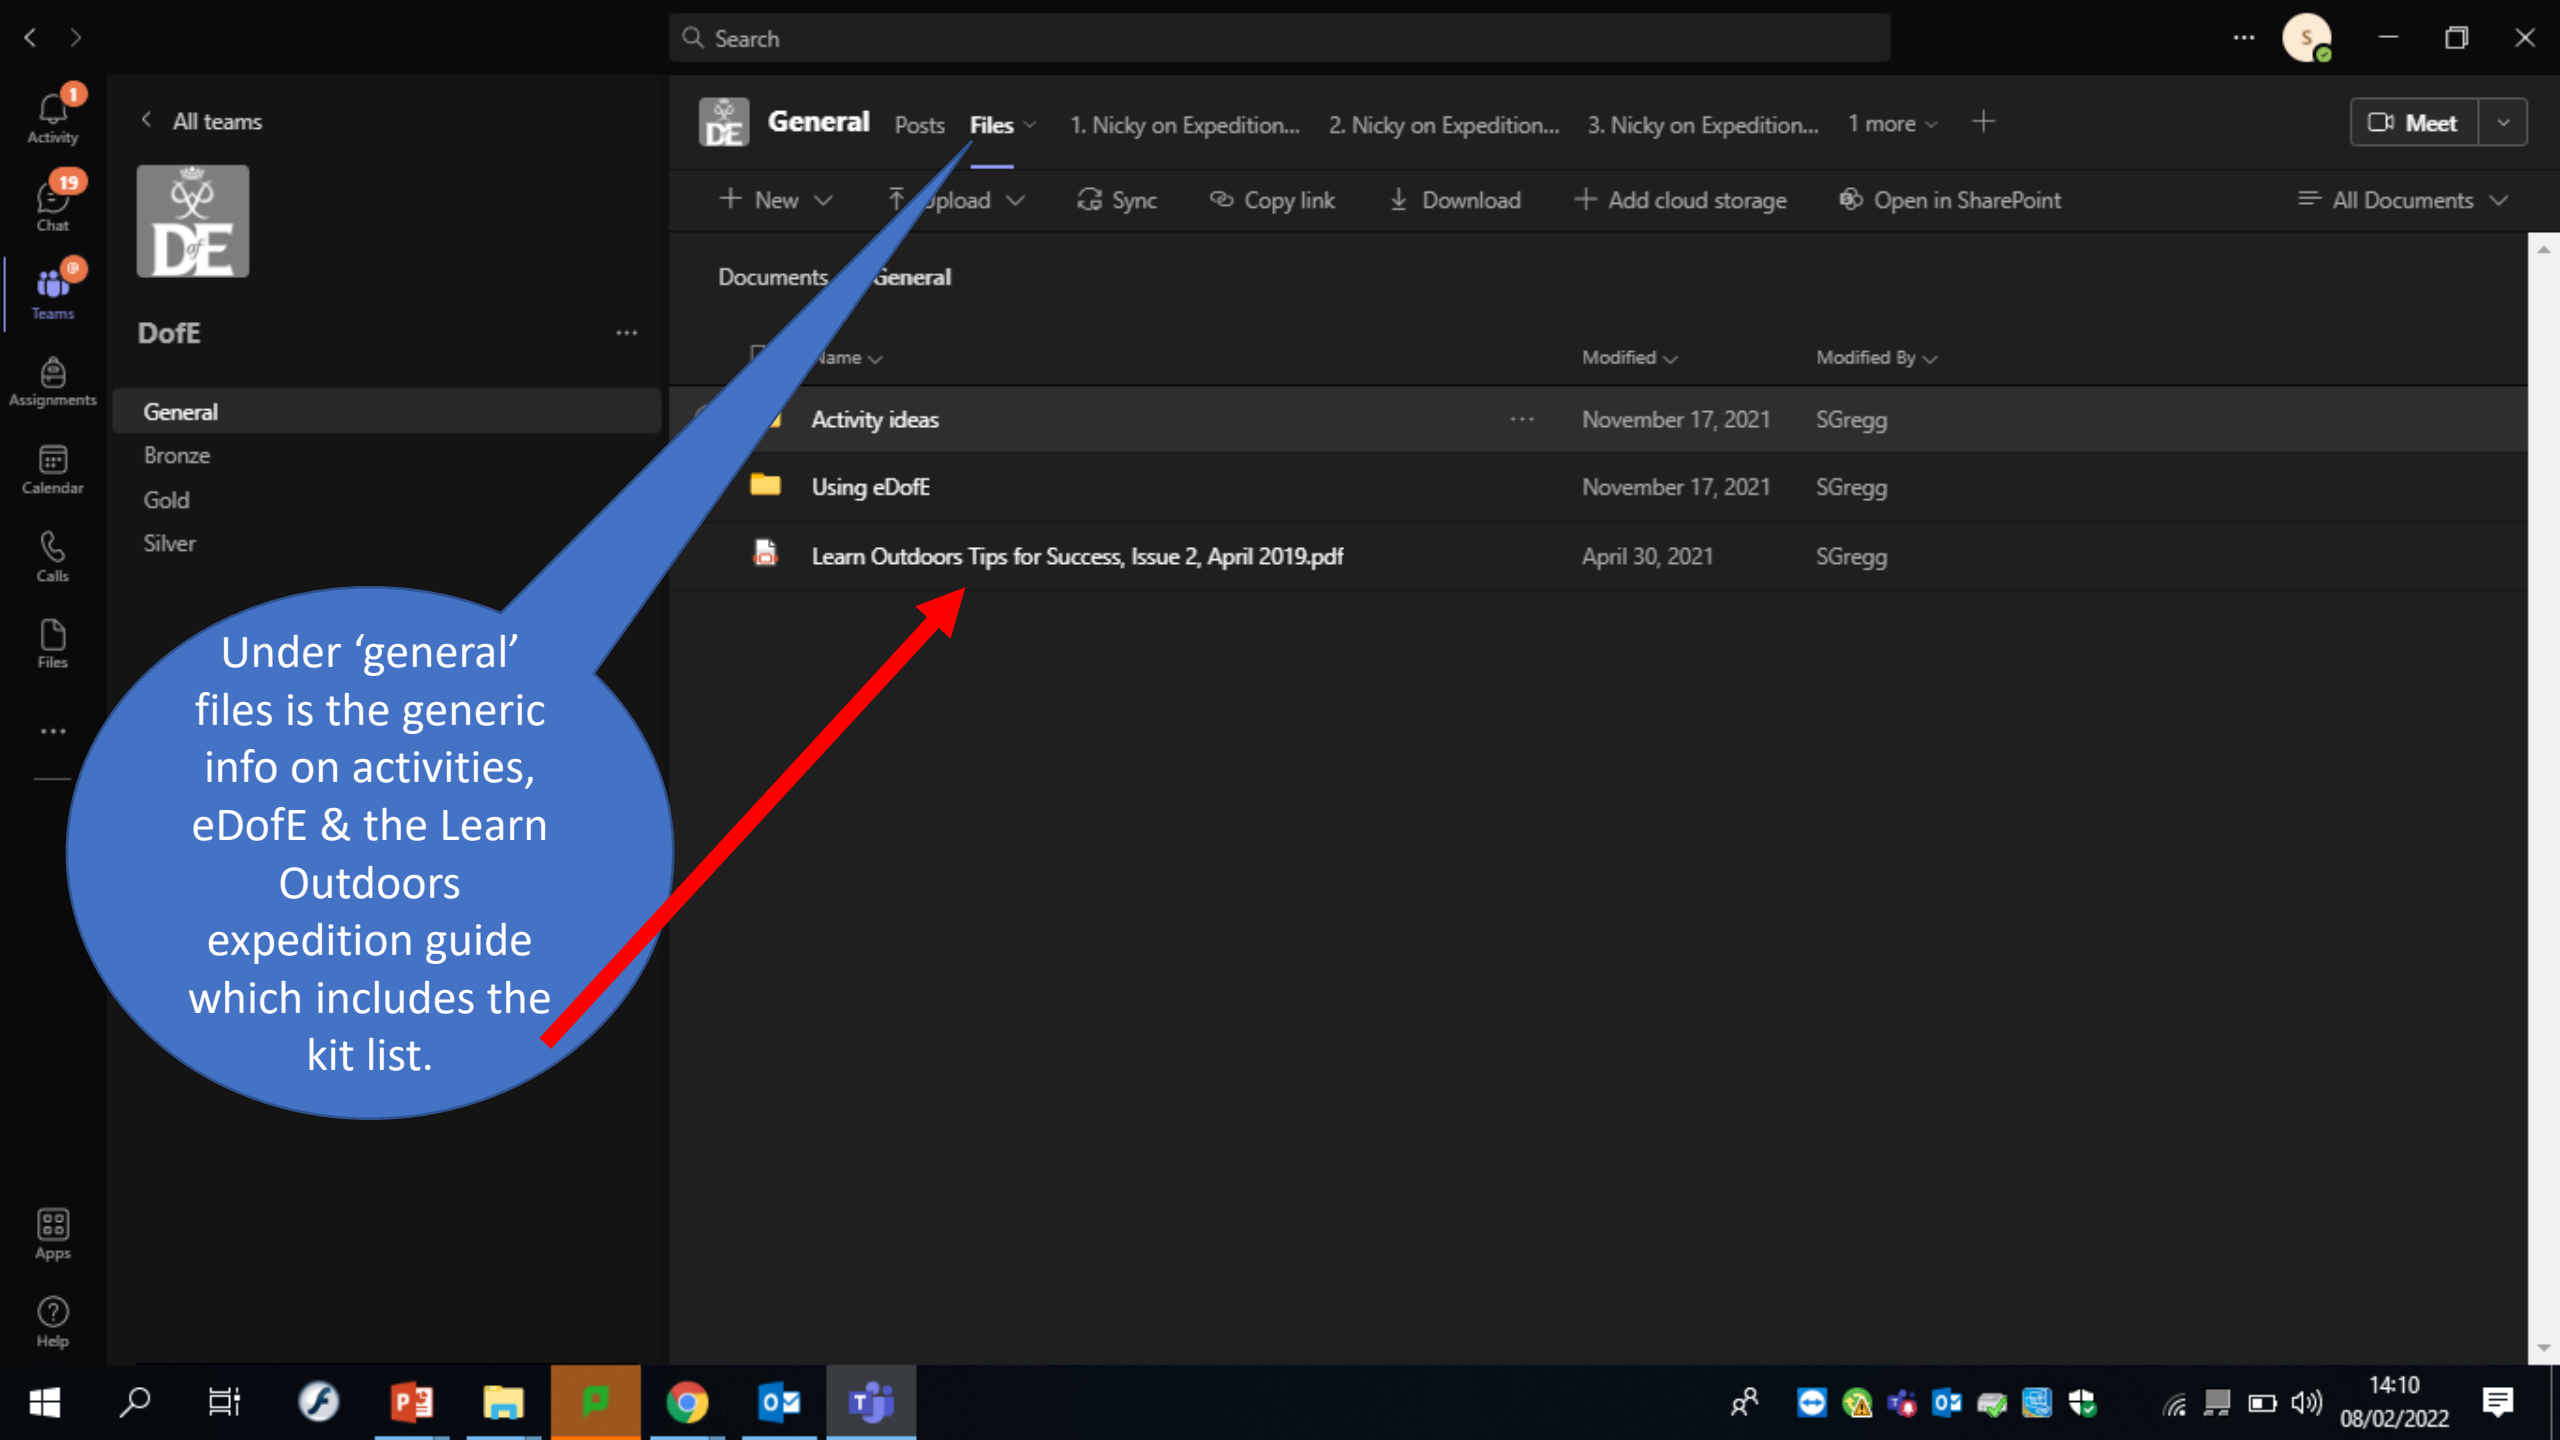 Search
S
1
Activity
19
Chat
Teams
Assignments
Calendar
Calls
Files
Apps
Help
All teams
DofE
DofE
General
Bronze
Gold
Silver
DofE
General Posts Files 1. Nicky on Expedition... 2. Nicky on Expedition... 3. Nicky on Expedition... 1 more
Meet
New Upload Sync Copy link Download Add cloud storage Open in SharePoint All Documents
Documents General
Name Modified Modified By
Activity ideas November 17, 2021 SGregg
Using eDofE November 17, 2021 SGregg
Learn Outdoors Tips for Success, Issue 2, April 2019.pdf April 30, 2021 SGregg
Under ‘general’
files is the generic
info on activities,
eDofE & the Learn
Outdoors
expedition guide
which includes the
kit list.
14:10
08/02/2022